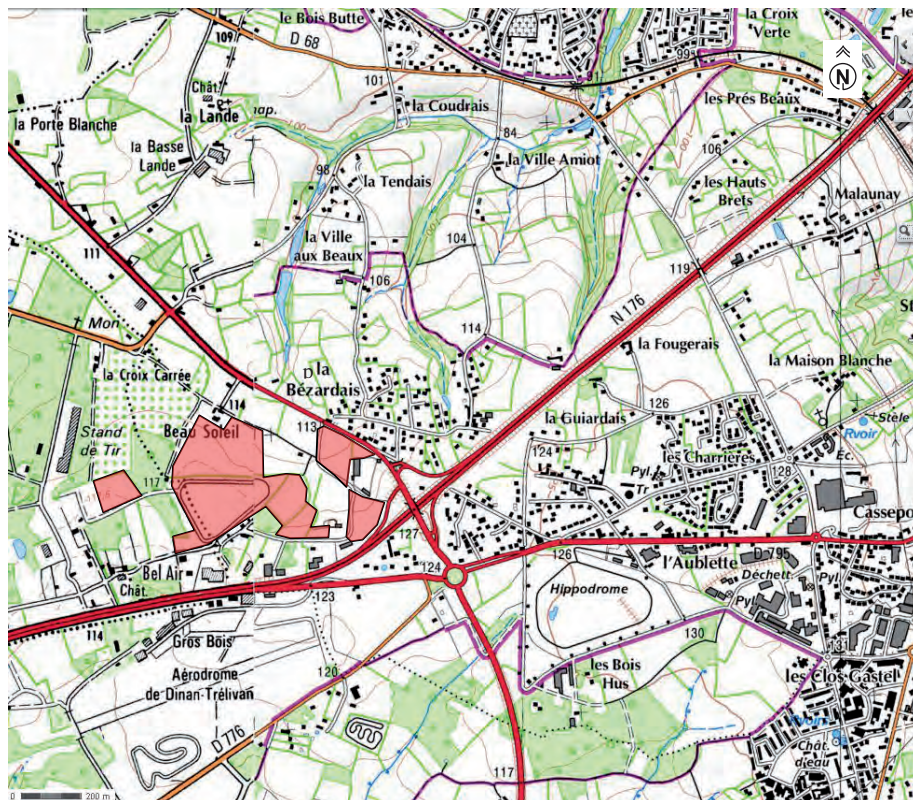 le Bois Butte
109
D 68
la Croix
Verte
N
99
91
101
Chât.
la Coudrais
les Prés Beaux
la Lande
la Porte Blanche
84
la Basse
Lande
106
98
la Ville Amiot
la Tendais
les Hauts
Brets
Malaunay
la Ville
aux Beaux
104
111
106
119
N 176
Mon
114
la Fougerais
la Maison Blanche
D la
Bézardais
la Croix Carrée
114
126
la Guiardais
Stèle
113
Beau Soleil
Rvoir
Stand
de Tir
124
les Charrières
Éc.
117
Pyl.
128
Tr
Cassepo
127
126
l'Aublette
D 795
124
Bel Air
Chât.
Déchett.
Pyl.
Hippodrome
123
Pyl.
114
Gros Bois
130
131
Aérodrome
de Dinan-Trélivan
120
les Bois
Hus
les Clos Gastel
Rvoirs
D 776
Chât.
d'eau
117
0
200 m